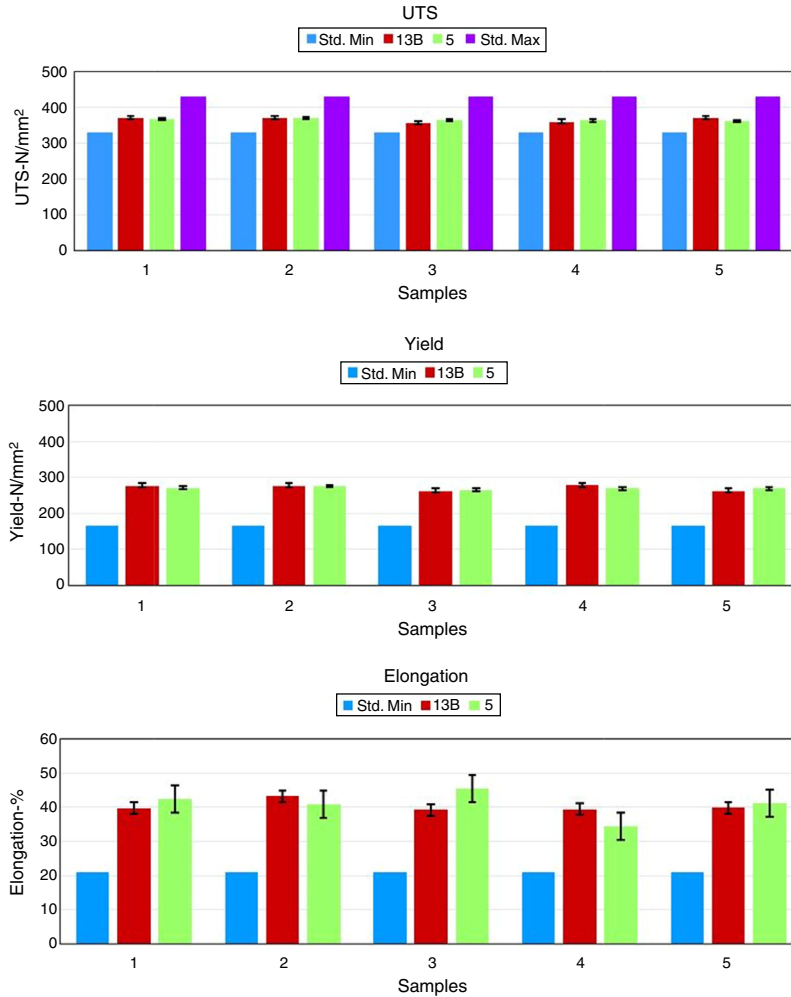 UTS
Std. Min 13B 5 Std. Max
500
400
300
200
100
0
UTS-N/mm²
1 2 3 4 5
Samples
Yield
Std. Min 13B 5
500
400
300
200
100
0
Yield-N/mm²
1 2 3 4 5
Samples
Elongation
Std. Min 13B 5
60
50
40
30
20
10
0
Elongation-%
1 2 3 4 5
Samples